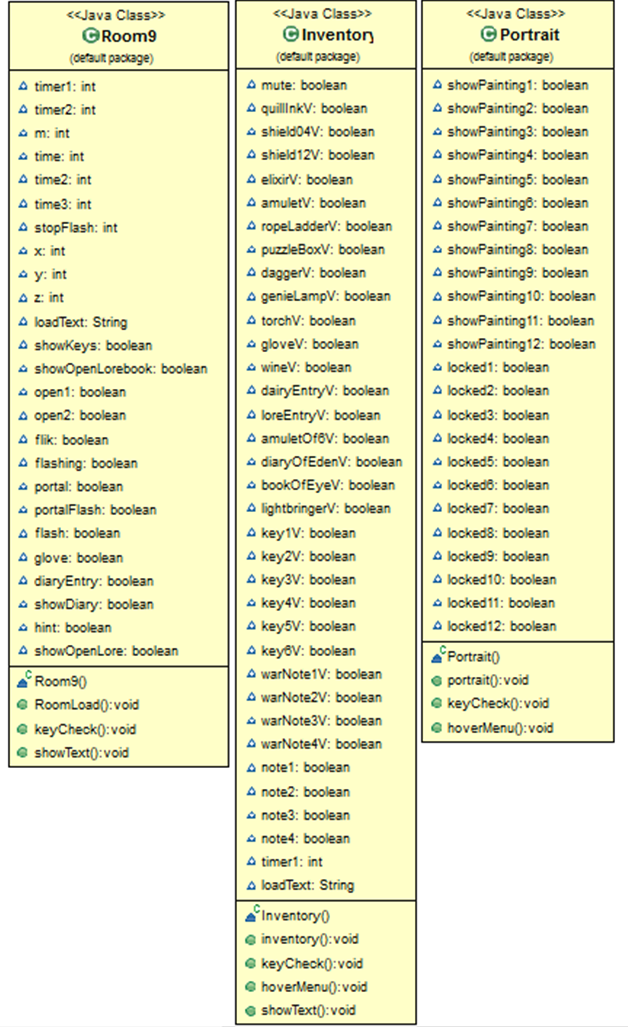 <<Java Class>>
Room9
(default package)
timer1: int
timer2: int
m: int
time: int
time2: int
time3: int
stopFlash: int
x: int
y: int
z: int
loadText: String
showKeys: boolean
showOpenLorebook: boolean
open1: boolean
open2: boolean
flik: boolean
flashing: boolean
portal: boolean
portalFlash: boolean
flash: boolean
glove: boolean
diaryEntry: boolean
showDiary: boolean
hint: boolean
showOpenLore: boolean
Room9()
RoomLoad():void
keyCheck():void
showText():void
<<Java Class>>
Inventory
(default package)
mute: boolean
quillInkV: boolean
shield04V: boolean
shield12V: boolean
elixirV: boolean
amuletV: boolean
ropeLadderV: boolean
puzzleBoxV: boolean
daggerV: boolean
genieLampV: boolean
torchV: boolean
gloveV: boolean
wineV: boolean
dairyEntryV: boolean
loreEntryV: boolean
amuletOf6V: boolean
diaryOfEdenV: boolean
bookOfEyeV: boolean
lightbringerV: boolean
key1V: boolean
key2V: boolean
key3V: boolean
key4V: boolean
key5V: boolean
key6V: boolean
warNote1V: boolean
warNote2V: boolean
warNote3V: boolean
warNote4V: boolean
note1: boolean
note2: boolean
note3: boolean
note4: boolean
timer1: int
loadText: String
Inventory()
inventory():void
keyCheck():void
hoverMenu():void
showText():void
<<Java Class>>
Portrait
(default package)
showPainting1: boolean
showPainting2: boolean
showPainting3: boolean
showPainting4: boolean
showPainting5: boolean
showPainting6: boolean
showPainting7: boolean
showPainting8: boolean
showPainting9: boolean
showPainting10: boolean
showPainting11: boolean
showPainting12: boolean
locked1: boolean
locked2: boolean
locked3: boolean
locked4: boolean
locked5: boolean
locked6: boolean
locked7: boolean
locked8: boolean
locked9: boolean
locked10: boolean
locked11: boolean
locked12: boolean
Portrait()
portrait():void
keyCheck():void
hoverMenu():void